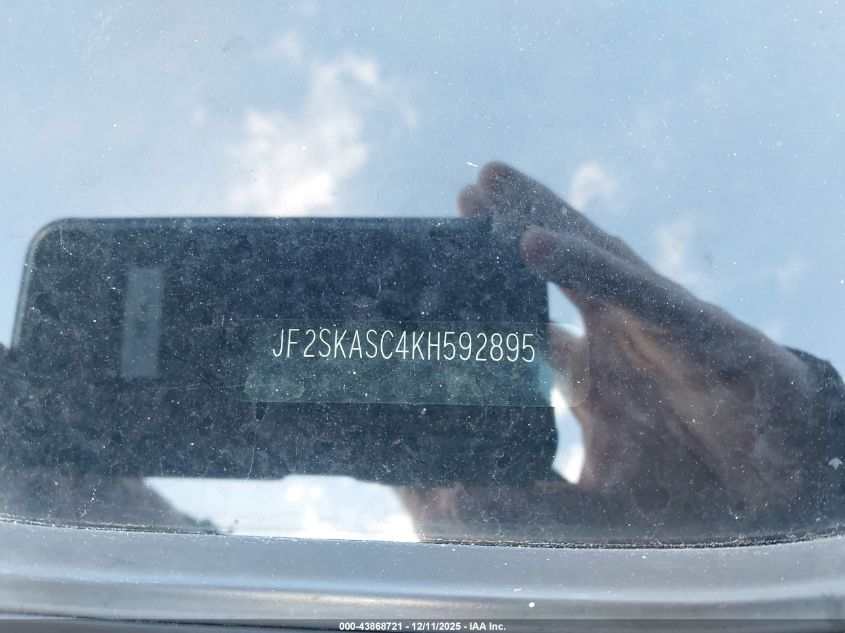 JF2SKASC4KH592895
000-43868721 - 12/11/2025 - IAA Inc.